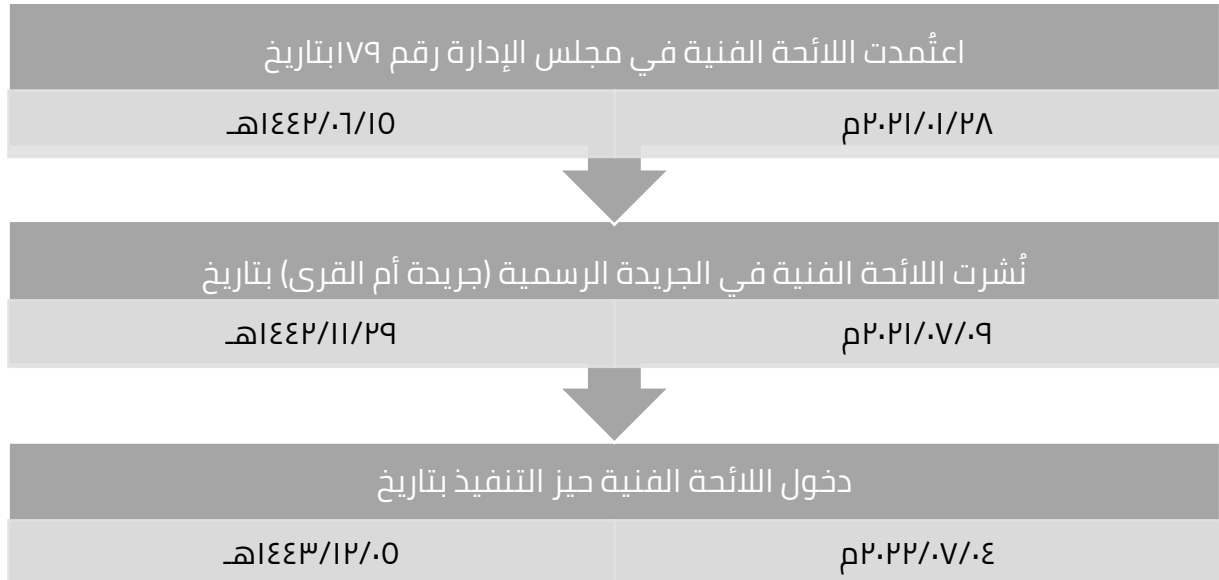 اعتُمدت اللائحة الفنية في مجلس الإدارة رقم ١٧٩بتاريخ
٢٠٢١/٠١/٢٨م ١٤٤٢/٠٦/١٥هـ
نُشرت اللائحة الفنية في الجريدة الرسمية (جريدة أم القرى) بتاريخ
٢٠٢١/٠٧/٠٩م ١٤٤٢/١١/٢٩هـ
دخول اللائحة الفنية حيز التنفيذ بتاريخ
٢٠٢٢/٠٧/٠٤م ١٤٤٣/١٢/٠٥هـ